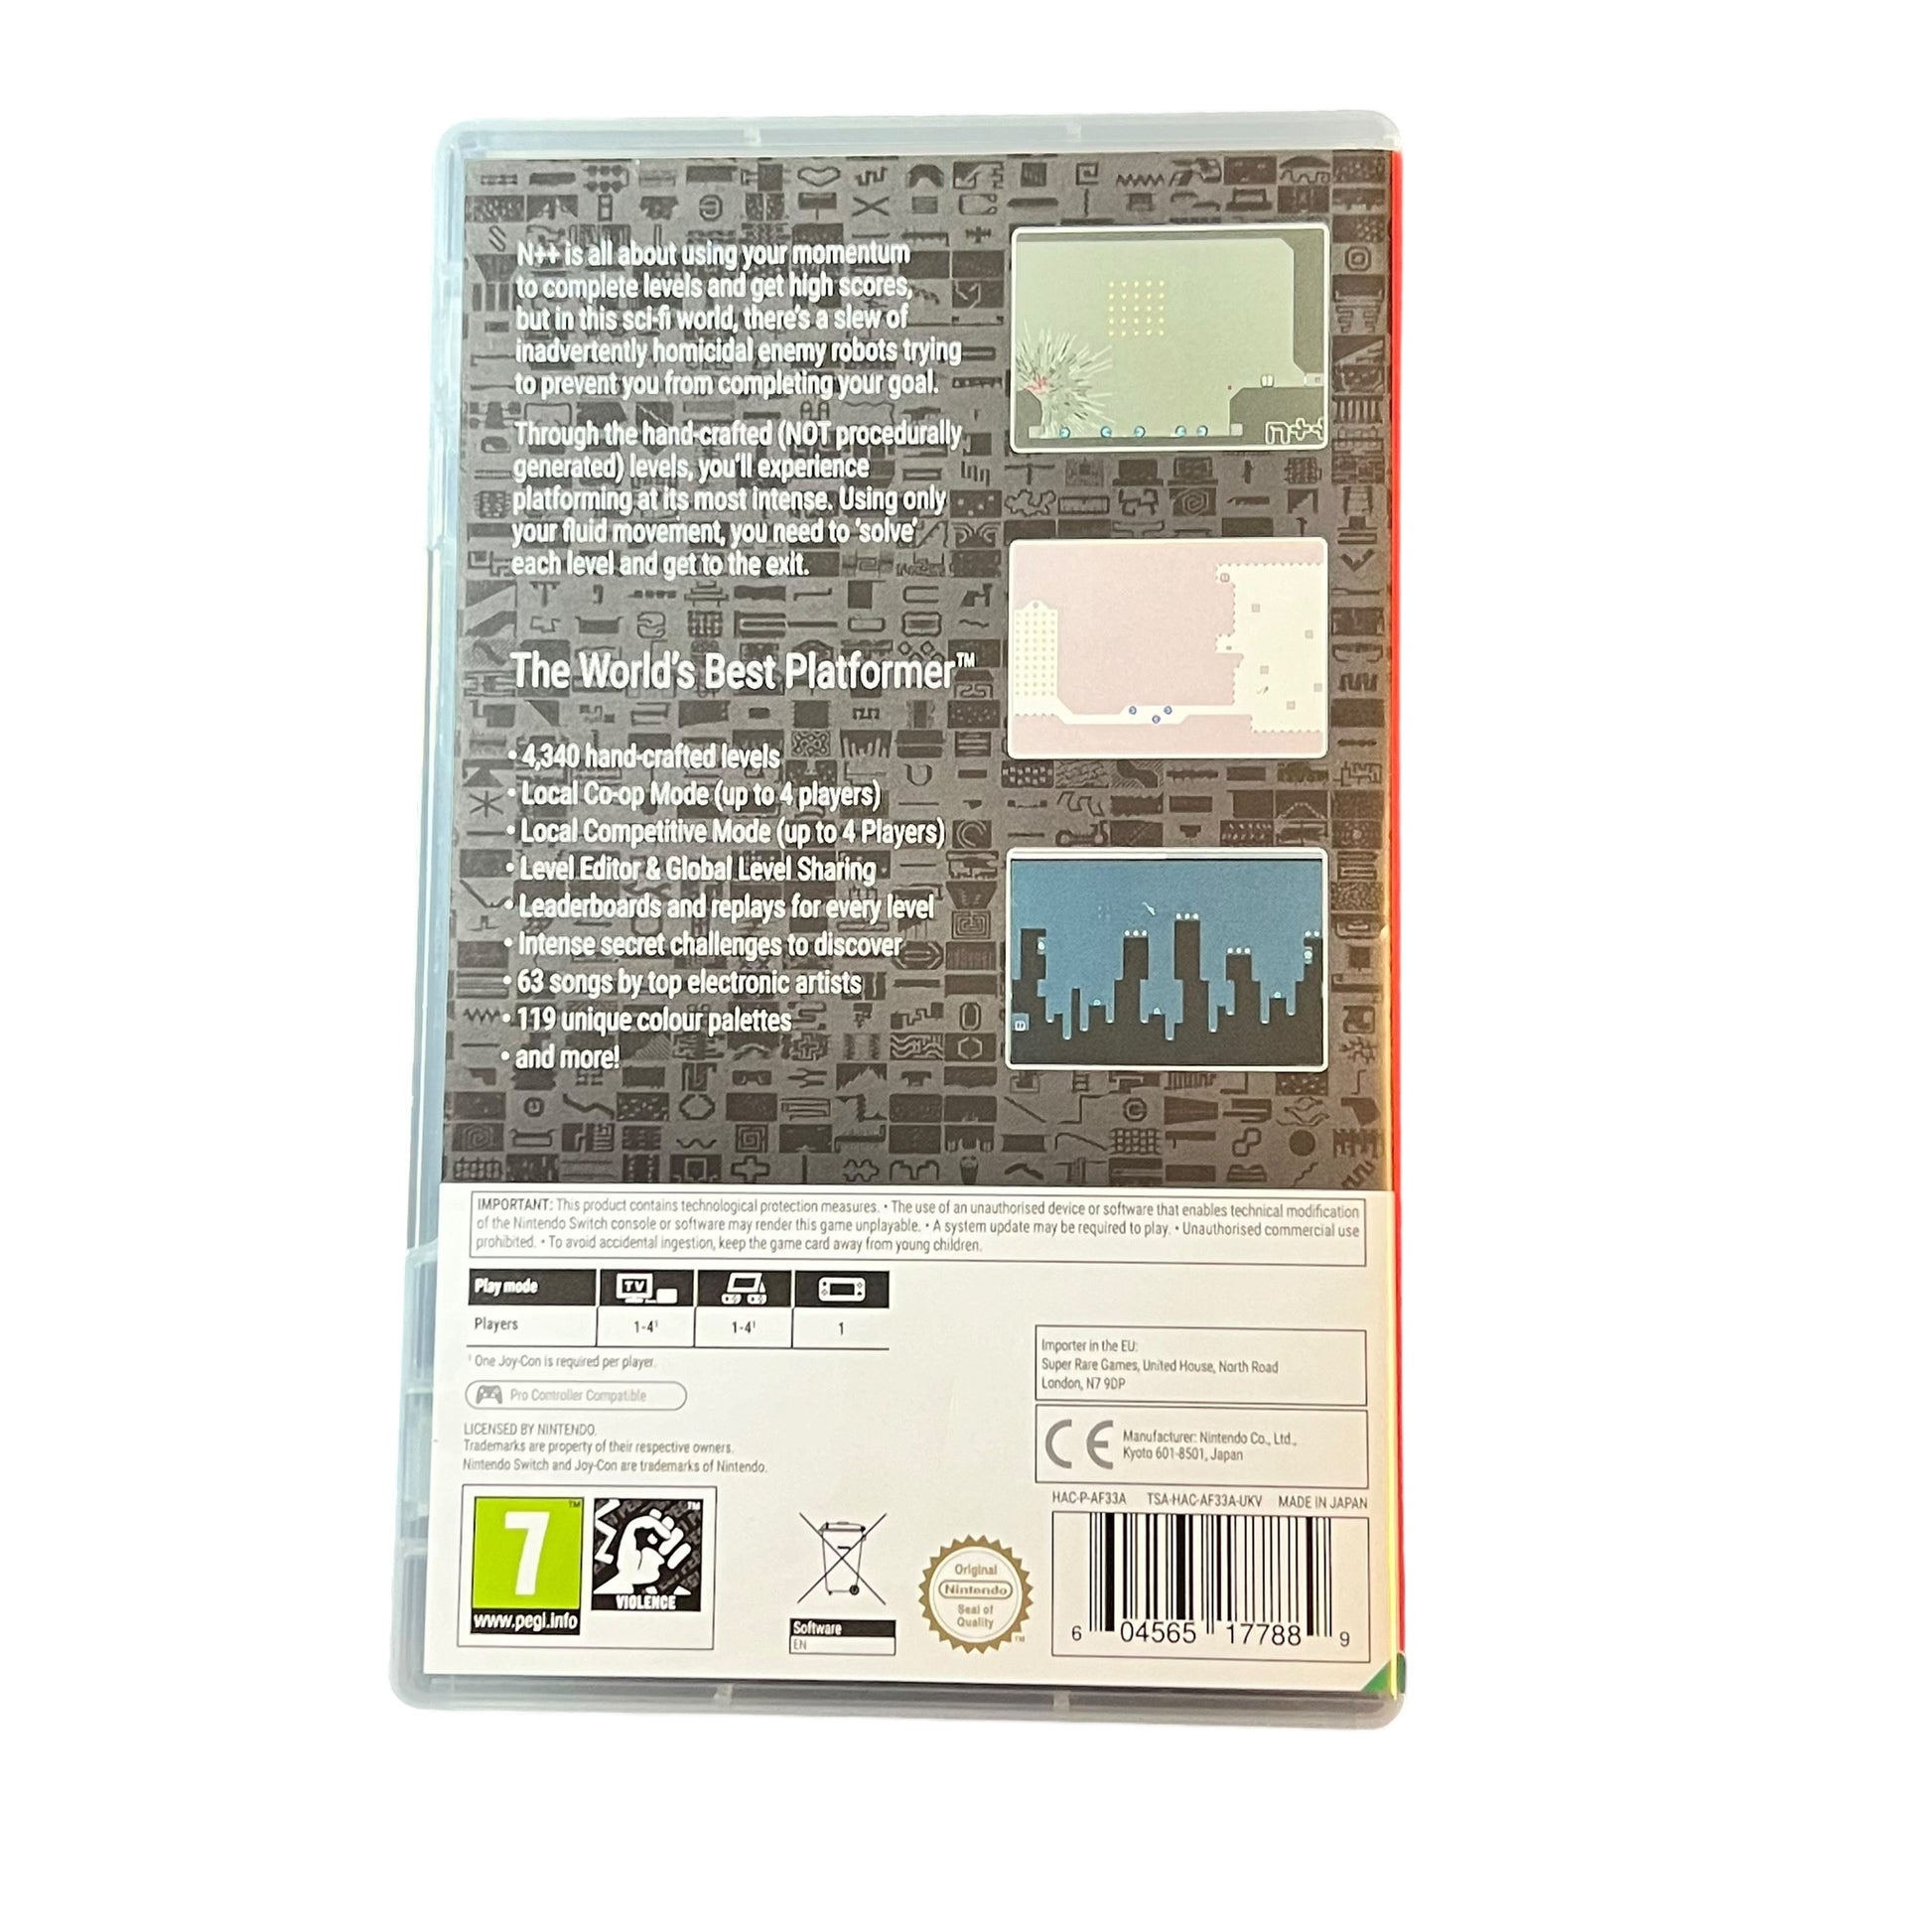 N++ is all about using your momentum
to complete levels and get high scores,
but in this sci-fi world, there's a slew of
inadvertently homicidal enemy robots trying
to prevent you from completing your goal.
Through the hand-crafted (NOT procedurally
generated) levels, you'll experience
platforming at its most intense. Using only
your fluid movement, you need to 'solve'
each level and get to the exit.
The World's Best Platformer™
• 4,340 hand-crafted levels
• Local Co-op Mode (up to 4 players)
• Local Competitive Mode (up to 4 Players)
• Level Editor & Global Level Sharing
• Leaderboards and replays for every level
• Intense secret challenges to discover
• 63 songs by top electronic artists
• 119 unique colour palettes
• and more!
n++
IMPORTANT: This product contains technological protection measures. • The use of an unauthorised device or software that enables technical modification
of the Nintendo Switch console or software may render this game unplayable. • A system update may be required to play. • Unauthorised commercial use
prohibited. • To avoid accidental ingestion, keep the game card away from young children.
Play mode TV
Players 1-4¹ 1-4¹ 1
¹ One Joy-Con is required per player.
Pro Controller Compatible
LICENSED BY NINTENDO.
Trademarks are property of their respective owners.
Nintendo Switch and Joy-Con are trademarks of Nintendo.
Importer in the EU:
Super Rare Games, United House, North Road
London, N7 9DP
CE
Manufacturer: Nintendo Co., Ltd.,
Kyoto 601-8501, Japan
HAC-P-AF33A TSA-HAC-AF33A-UKV MADE IN JAPAN
7™
www.pegi.info
™
VIOLENCE
Software
EN
Original
Nintendo
Seal of
Quality
™
6 04565 17788 9